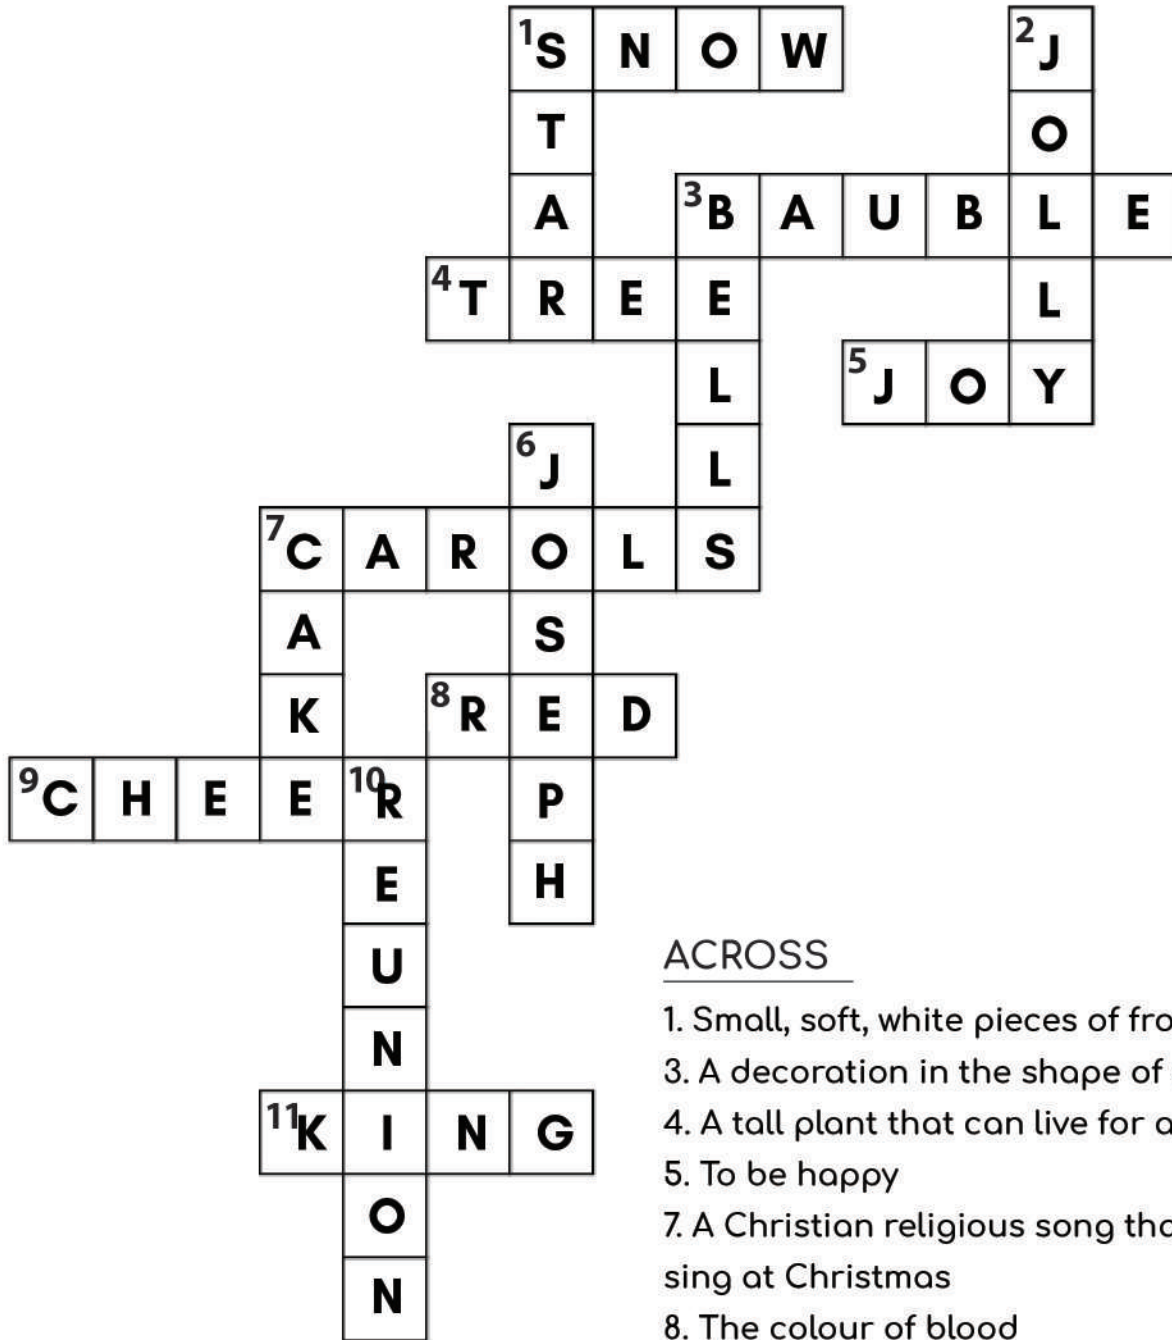 1 S N O W 2 J
T O
A 3 B A U B L E
4 T R E E L
L 5 J O Y
6 J L
7 C A R O L S
A S
K 8 R E D
9 C H E E 10 R P
E H
U
N
11 K I N G
O
N
ACROSS
1. Small, soft, white pieces of fro
3. A decoration in the shape of
4. A tall plant that can live for a
5. To be happy
7. A Christian religious song tha
sing at Christmas
8. The colour of blood